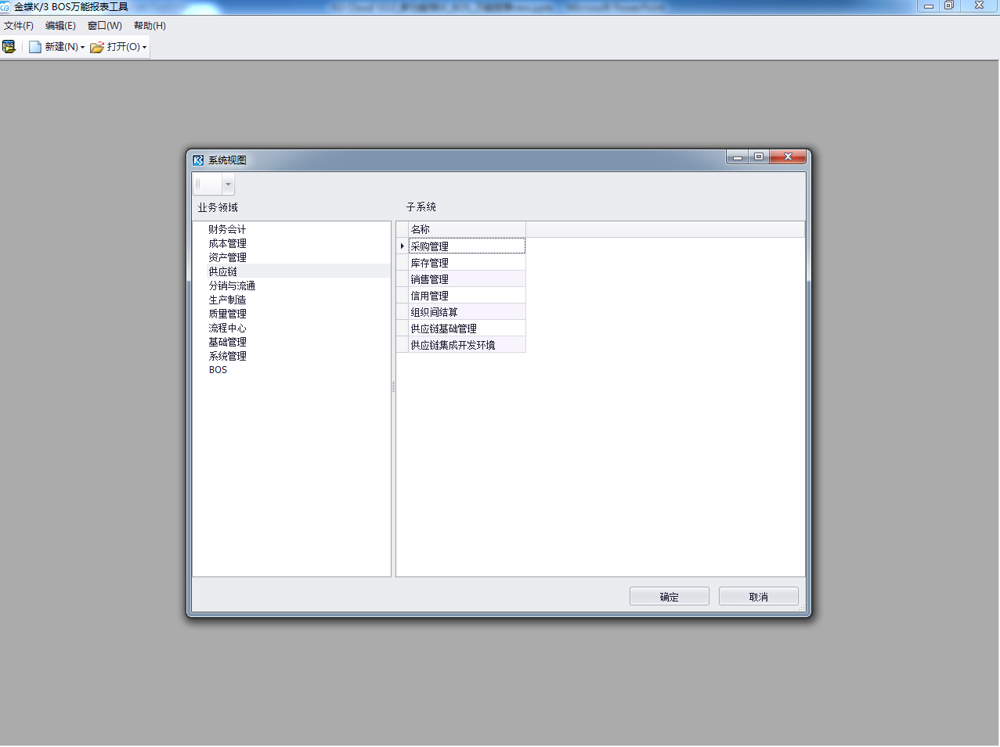 金蝶K/3 BOS万能报表工具
文件(F) 编辑(E) 窗口(W) 帮助(H)
新建(N) 打开(O)
系统视图
业务领域
财务会计
成本管理
资产管理
供应链
分销与流通
生产制造
质量管理
流程中心
基础管理
系统管理
BOS
子系统
名称
采购管理
库存管理
销售管理
信用管理
组织间结算
供应链基础管理
供应链集成开发环境
确定 取消